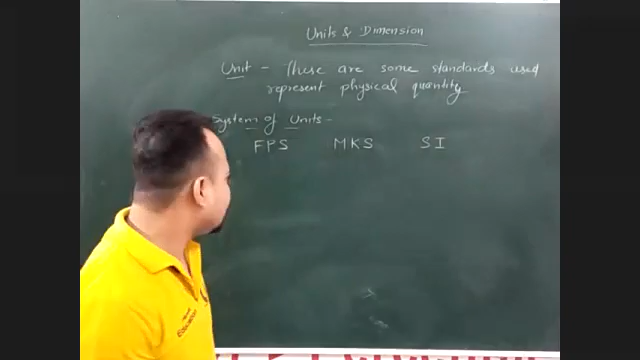 Units & Dimension
Unit - These are some standards used
represent physical quantity
System of Units -
FPS MKS SI